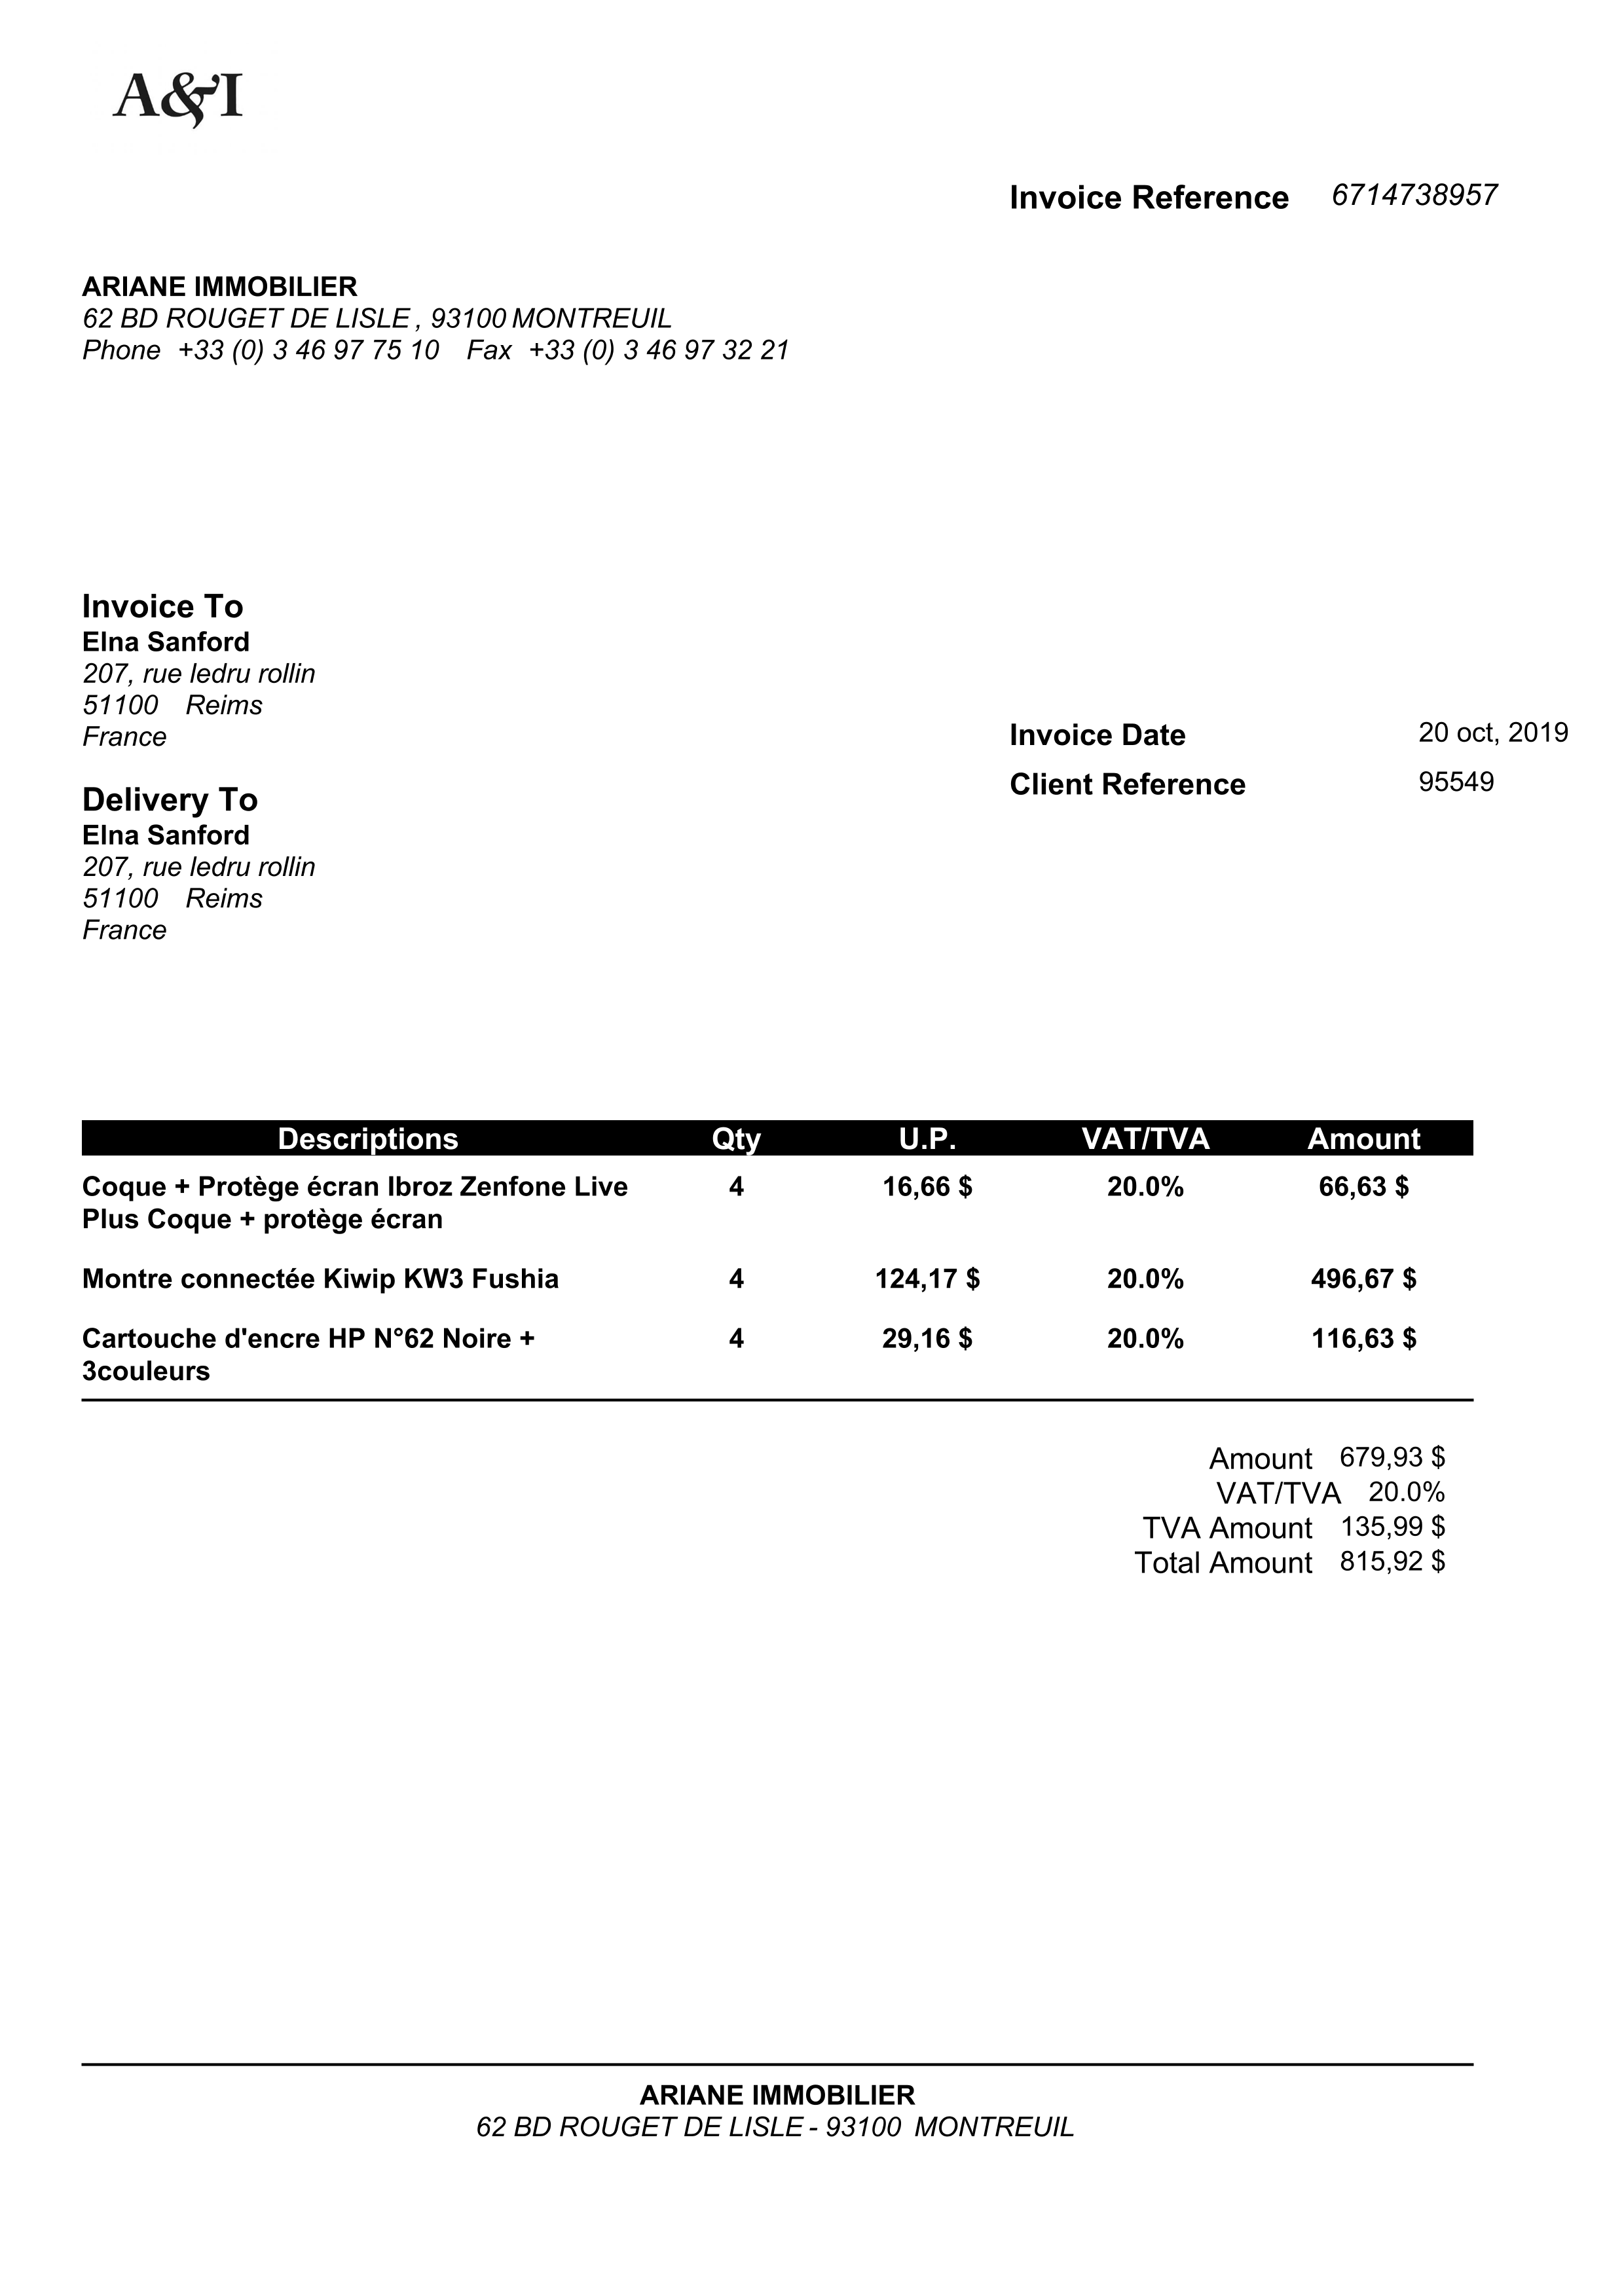 A&I
Invoice Reference 6714738957
ARIANE IMMOBILIER
62 BD ROUGET DE LISLE , 93100 MONTREUIL
Phone +33 (0) 3 46 97 75 10 Fax +33 (0) 3 46 97 32 21
Invoice To
Elna Sanford
207, rue ledru rollin
51100 Reims
France
Invoice Date 20 oct, 2019
Client Reference 95549
Delivery To
Elna Sanford
207, rue ledru rollin
51100 Reims
France
Descriptions Qty U.P. VAT/TVA Amount
Coque + Protège écran Ibroz Zenfone Live 4 16,66 $ 20.0% 66,63 $
Plus Coque + protège écran
Montre connectée Kiwip KW3 Fushia 4 124,17 $ 20.0% 496,67 $
Cartouche d'encre HP N°62 Noire + 4 29,16 $ 20.0% 116,63 $
3couleurs
Amount 679,93 $
VAT/TVA 20.0%
TVA Amount 135,99 $
Total Amount 815,92 $
ARIANE IMMOBILIER
62 BD ROUGET DE LISLE - 93100 MONTREUIL